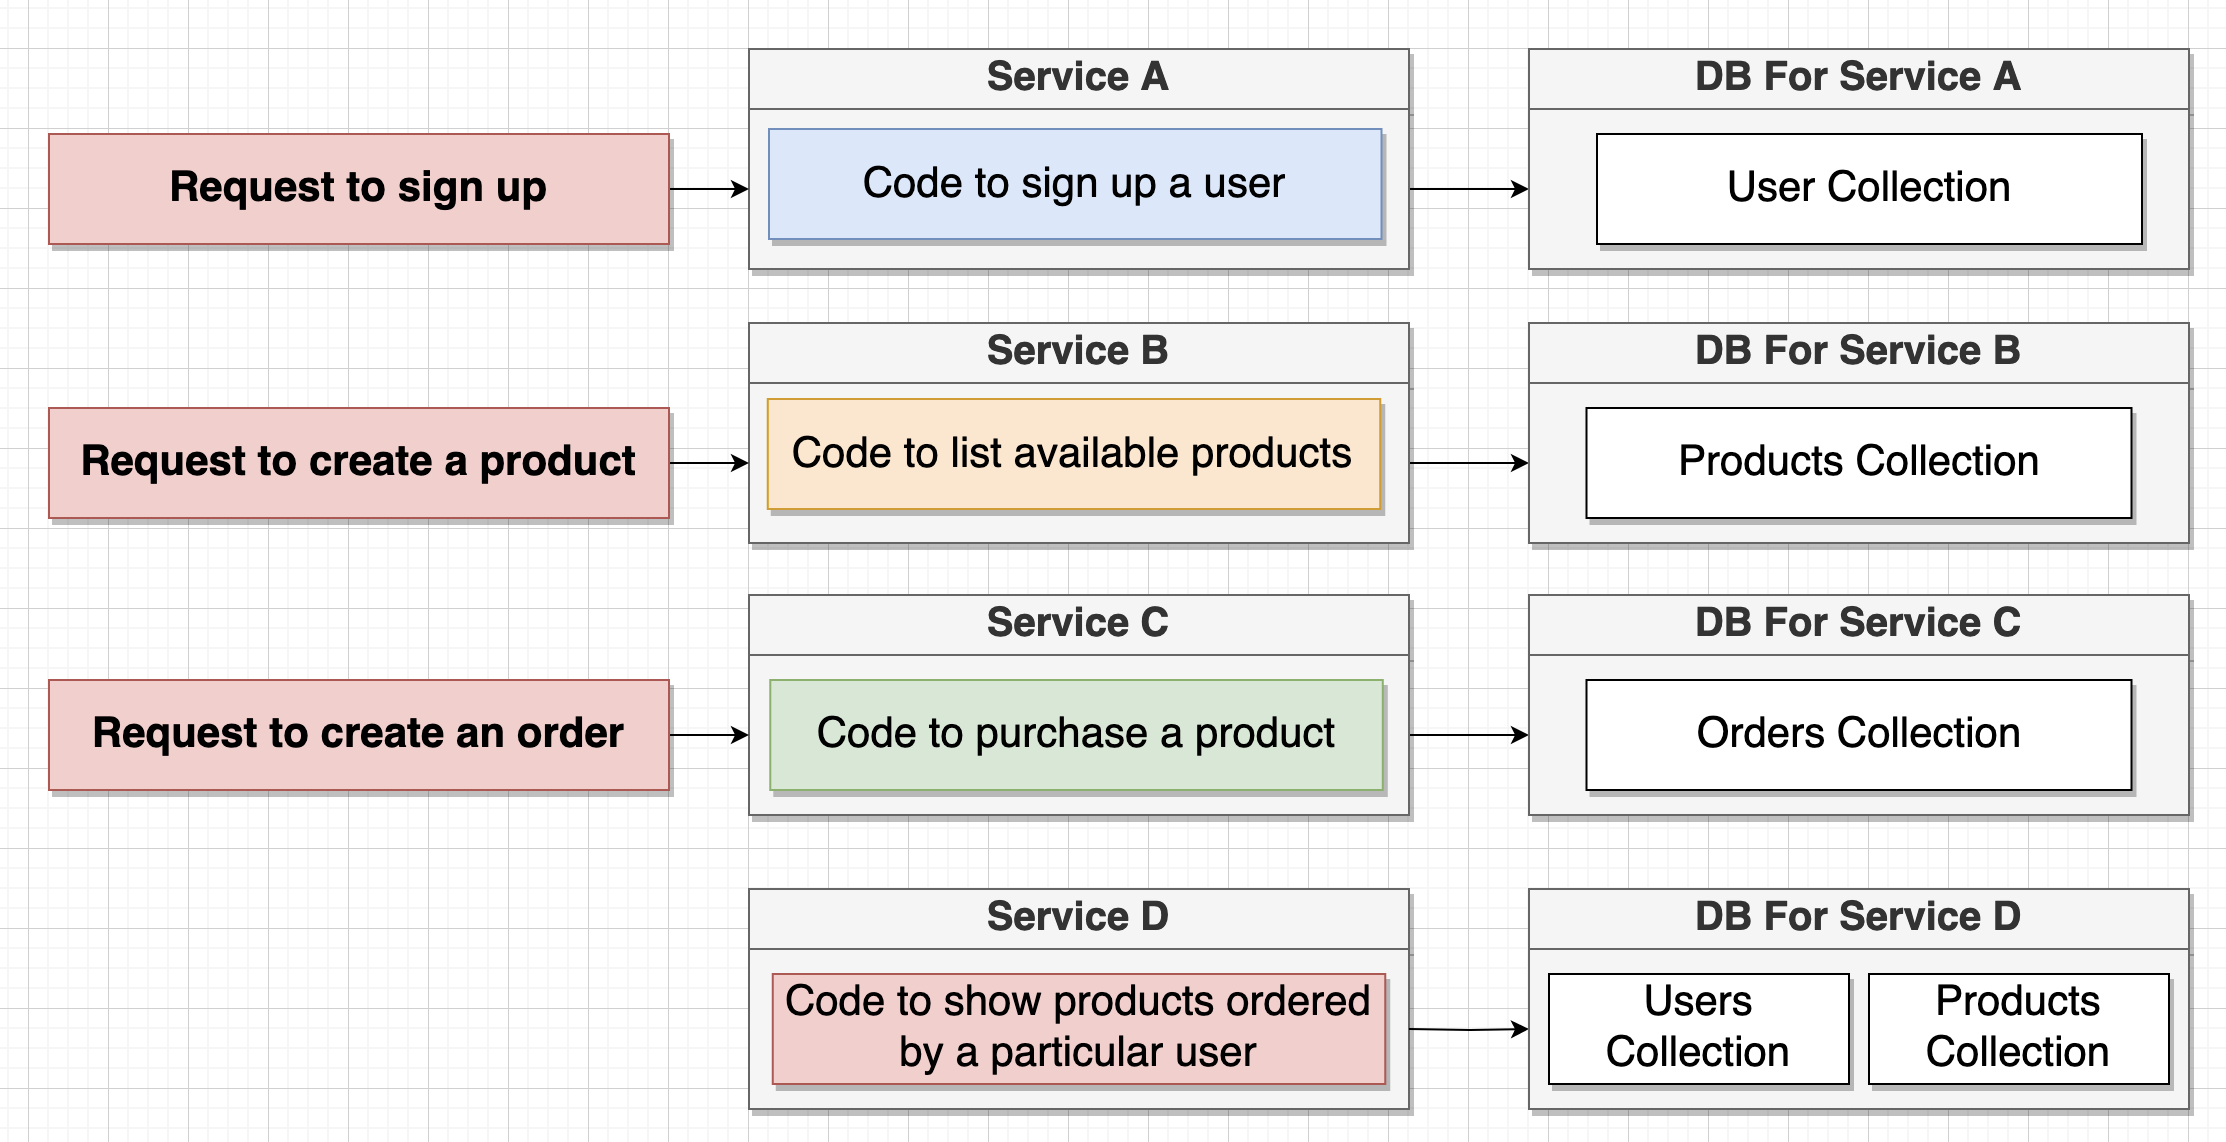 Service A
DB For Service A
Request to sign up
Code to sign up a user
User Collection
Service B
DB For Service B
Request to create a product
Code to list available products
Products Collection
Service C
DB For Service C
Request to create an order
Code to purchase a product
Orders Collection
Service D
DB For Service D
Code to show products ordered
by a particular user
Users
Collection
Products
Collection